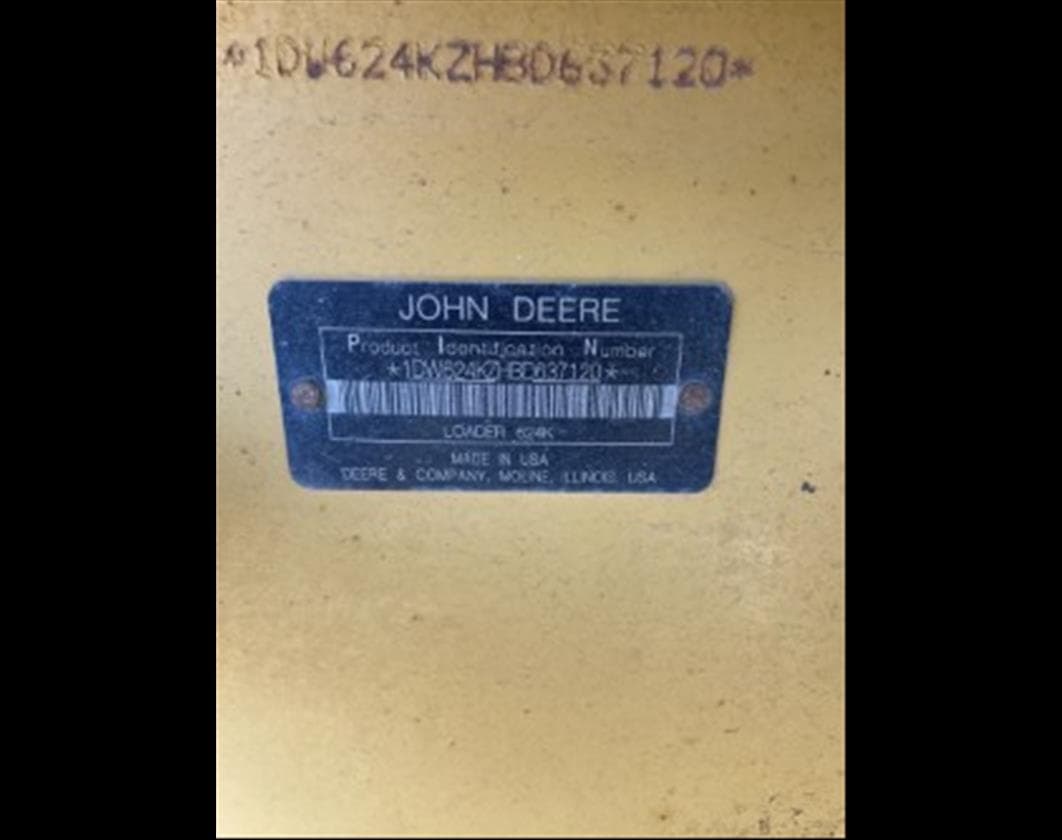 *1DW624KZHBD637120*
JOHN DEERE
Product Identification Number
*1DW624KZHBD637120*
LOADER 624K
MADE IN USA
DEERE & COMPANY, MOLINE, ILLINOIS, USA